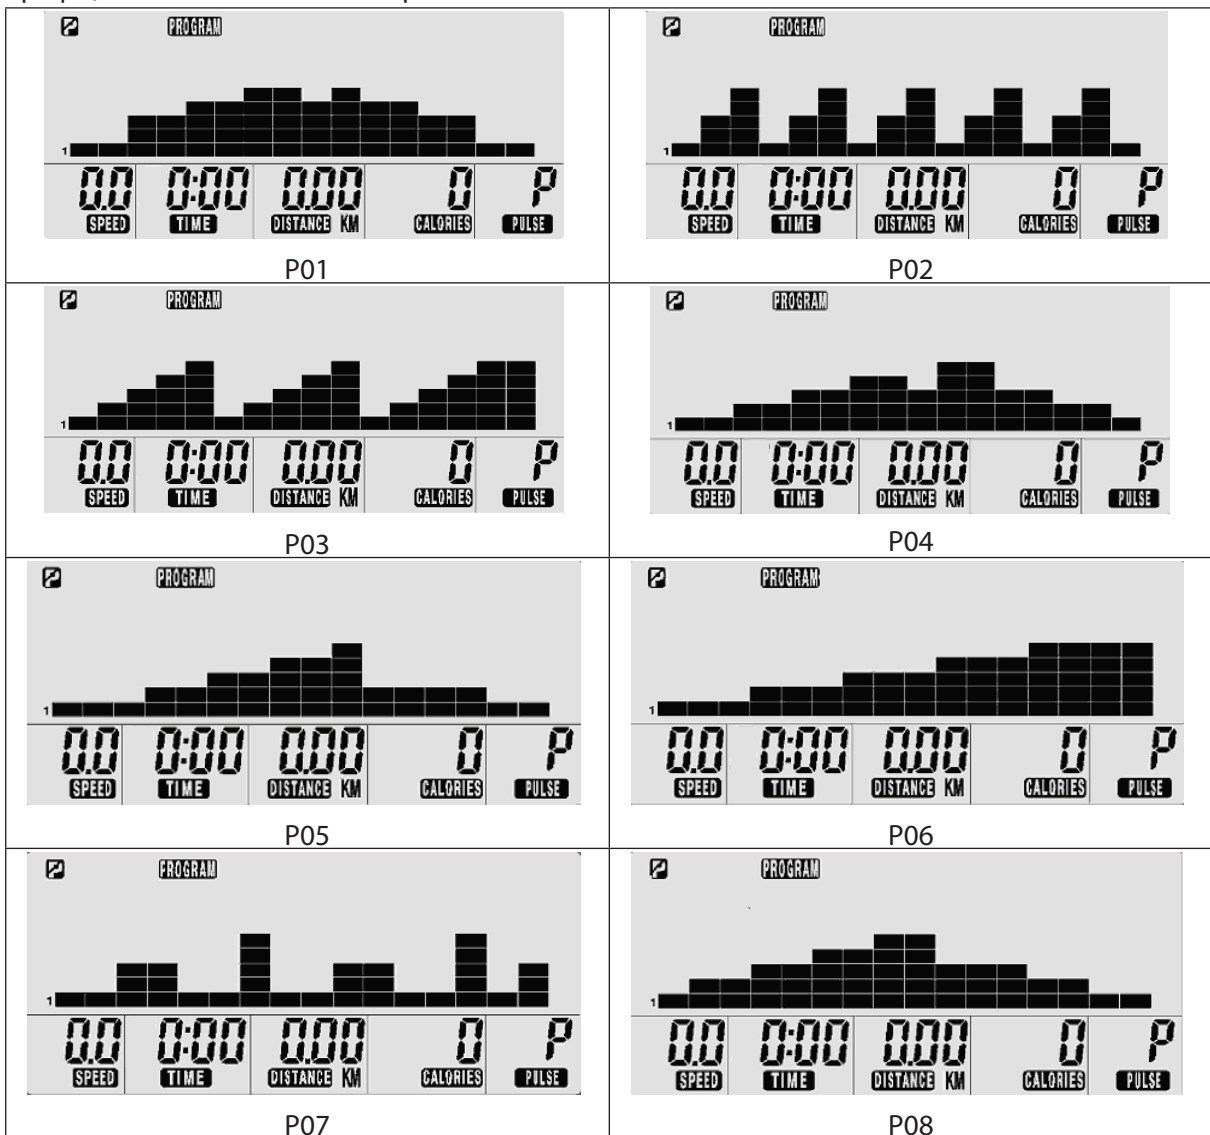 PROGRAM
1
0.0 0:00 0.00 0 P
SPEED TIME DISTANCE KM CALORIES PULSE
P01
PROGRAM
1
0.0 0:00 0.00 0 P
SPEED TIME DISTANCE KM CALORIES PULSE
P02
PROGRAM
1
0.0 0:00 0.00 0 P
SPEED TIME DISTANCE KM CALORIES PULSE
P03
PROGRAM
1
0.0 0:00 0.00 0 P
SPEED TIME DISTANCE KM CALORIES PULSE
P04
PROGRAM
1
0.0 0:00 0.00 0 P
SPEED TIME DISTANCE KM CALORIES PULSE
P05
PROGRAM
1
0.0 0:00 0.00 0 P
SPEED TIME DISTANCE KM CALORIES PULSE
P06
PROGRAM
1
0.0 0:00 0.00 0 P
SPEED TIME DISTANCE KM CALORIES PULSE
P07
PROGRAM
1
0.0 0:00 0.00 0 P
SPEED TIME DISTANCE KM CALORIES PULSE
P08